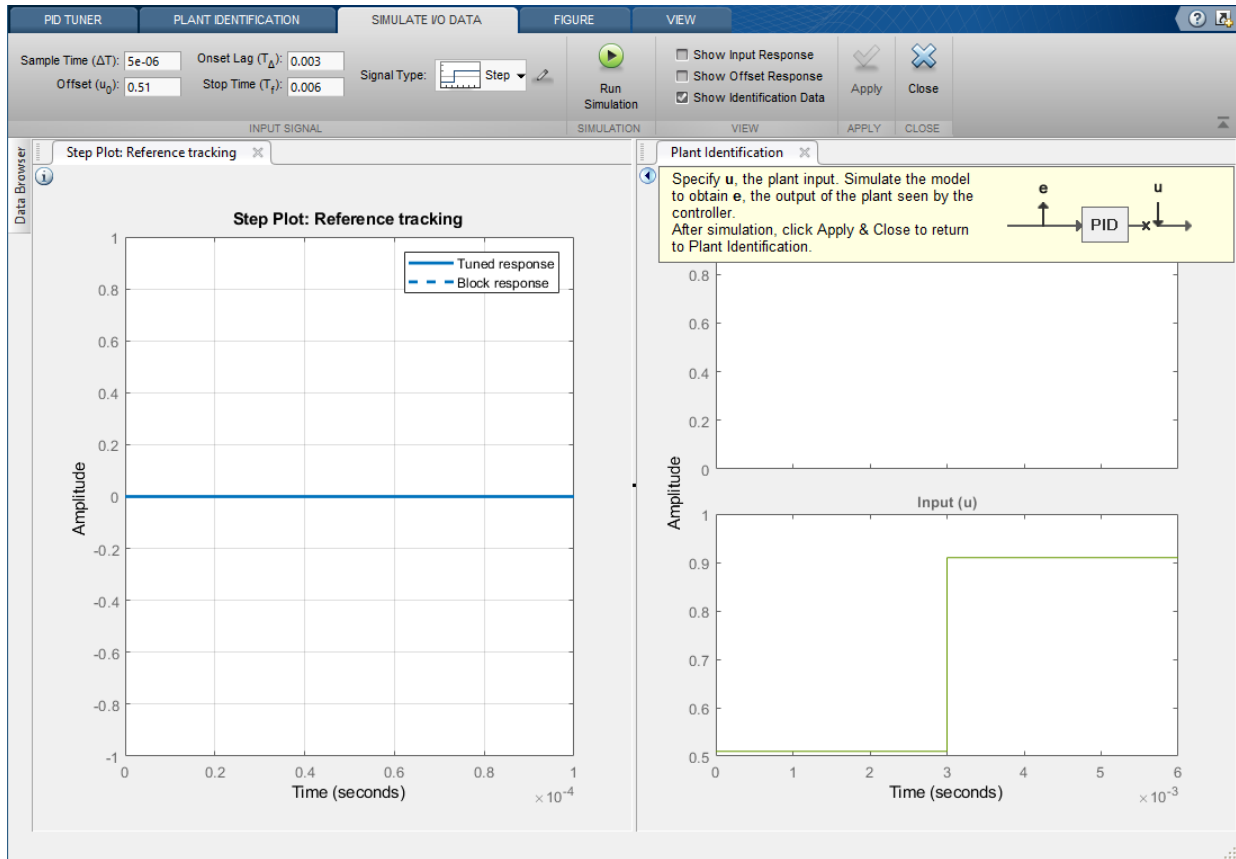 PID TUNER
PLANT IDENTIFICATION
SIMULATE I/O DATA
FIGURE
VIEW
?
Sample Time (ΔT): 5e-06
Onset Lag (T_Δ): 0.003
Offset (u_0): 0.51
Stop Time (T_f): 0.006
Signal Type: Step
Run
Simulation
Show Input Response
Show Offset Response
Show Identification Data
Apply
Close
INPUT SIGNAL
SIMULATION
VIEW
APPLY
CLOSE
Data Browser
Step Plot: Reference tracking
Step Plot: Reference tracking
Tuned response
Block response
1
0.8
0.6
0.4
0.2
0
-0.2
-0.4
-0.6
-0.8
-1
Amplitude
0 0.2 0.4 0.6 0.8 1
Time (seconds)
×10^-4
Plant Identification
Specify u, the plant input. Simulate the model
to obtain e, the output of the plant seen by the
controller.
After simulation, click Apply & Close to return
to Plant Identification.
e
u
PID
0.8
0.6
0.4
0.2
0
Amplitude
Input (u)
1
0.9
0.8
0.7
0.6
0.5
0 1 2 3 4 5 6
Time (seconds)
×10^-3